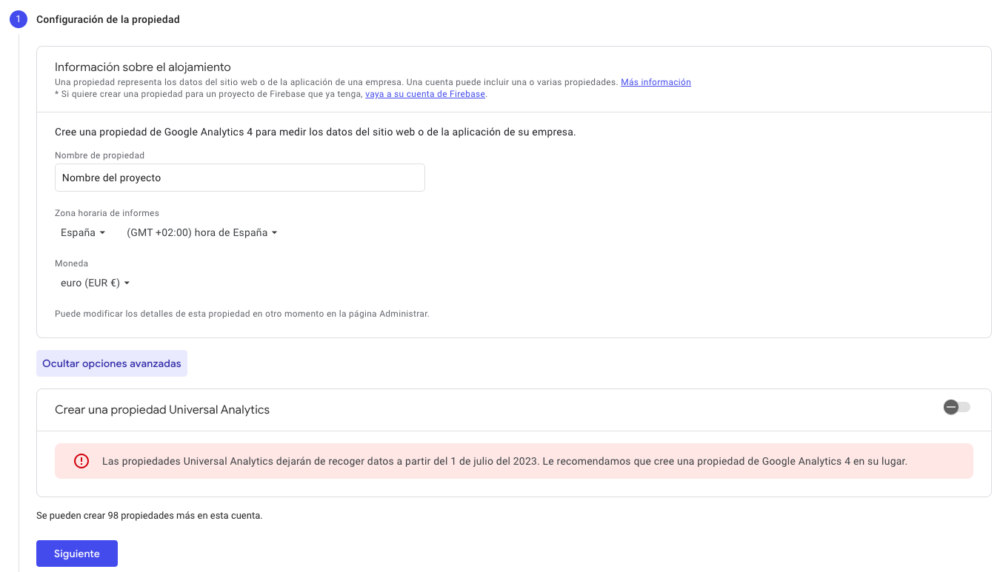 1 Configuración de la propiedad
Información sobre el alojamiento
Una propiedad representa los datos del sitio web o de la aplicación de una empresa. Una cuenta puede incluir una o varias propiedades. Más información
* Si quiere crear una propiedad para un proyecto de Firebase que ya tenga, vaya a su cuenta de Firebase.
Cree una propiedad de Google Analytics 4 para medir los datos del sitio web o de la aplicación de su empresa.
Nombre de propiedad
Nombre del proyecto
Zona horaria de informes
España (GMT +02:00) hora de España
Moneda
euro (EUR €)
Puede modificar los detalles de esta propiedad en otro momento en la página Administrar.
Ocultar opciones avanzadas
Crear una propiedad Universal Analytics
Las propiedades Universal Analytics dejarán de recoger datos a partir del 1 de julio del 2023. Le recomendamos que cree una propiedad de Google Analytics 4 en su lugar.
Se pueden crear 98 propiedades más en esta cuenta.
Siguiente